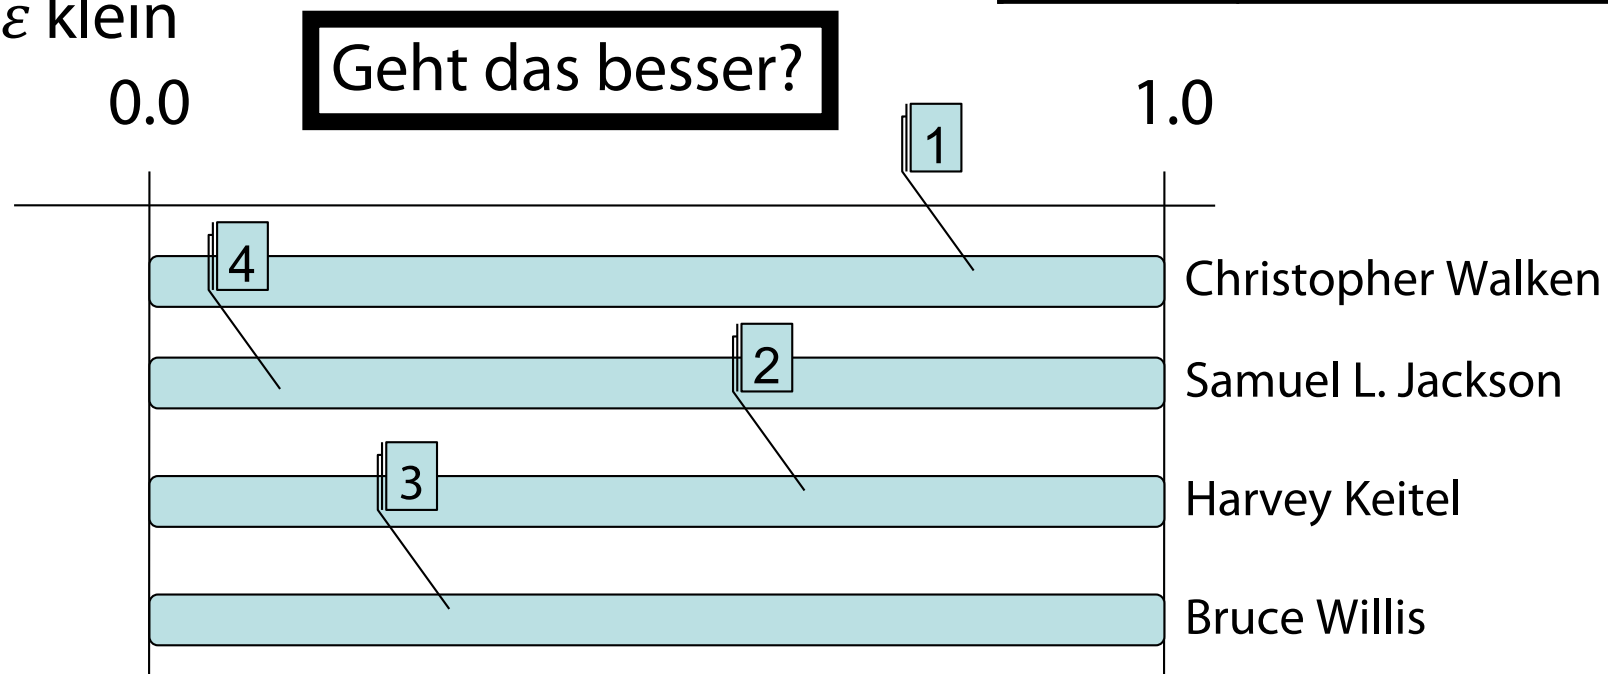 ε klein
Geht das besser?
0.0
1.0
1
4
Christopher Walken
2
Samuel L. Jackson
3
Harvey Keitel
Bruce Willis